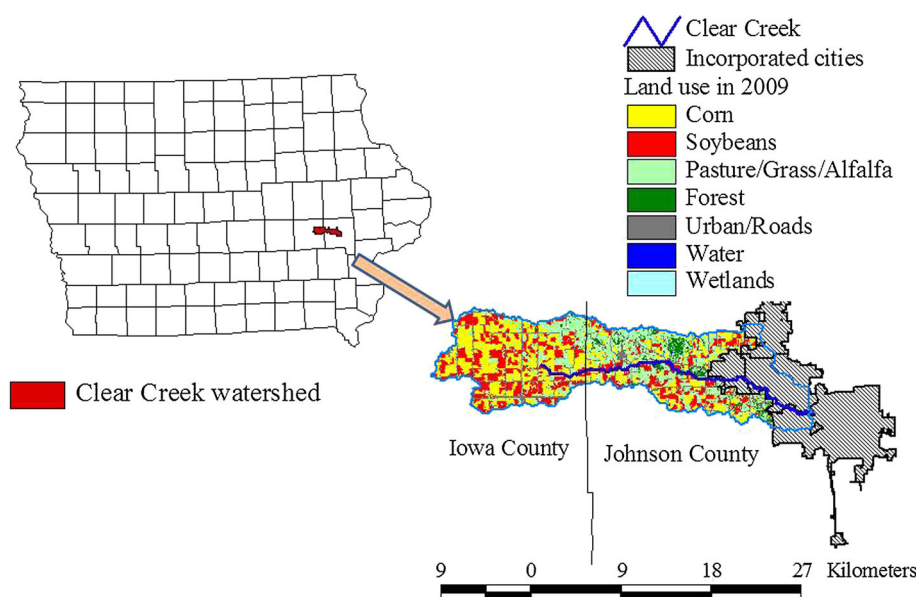 Clear Creek
Incorporated cities
Land use in 2009
Corn
Soybeans
Pasture/Grass/Alfalfa
Forest
Urban/Roads
Water
Wetlands
Clear Creek watershed
Iowa County
Johnson County
9 0 9 18 27 Kilometers